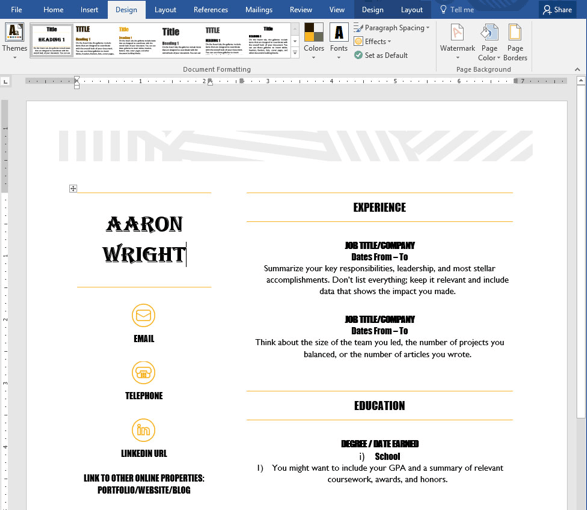 File Home Insert Design Layout References Mailings Review View Design Layout Tell me Share
Themes
Title
HEADING 1
Title
Heading 1
Title
Title
Title
TITLE
Title
Colors
Fonts
Paragraph Spacing
Effects
Set as Default
Watermark
Page Color
Page Borders
Document Formatting
Page Background
AARON
WRIGHT
EMAIL
TELEPHONE
LINKEDIN URL
LINK TO OTHER ONLINE PROPERTIES:
PORTFOLIO/WEBSITE/BLOG
EXPERIENCE
JOB TITLE/COMPANY
Dates From – To
Summarize your key responsibilities, leadership, and most stellar
accomplishments. Don't list everything; keep it relevant and include
data that shows the impact you made.
JOB TITLE/COMPANY
Dates From – To
Think about the size of the team you led, the number of projects you
balanced, or the number of articles you wrote.
EDUCATION
DEGREE / DATE EARNED
i) School
1) You might want to include your GPA and a summary of relevant
coursework, awards, and honors.